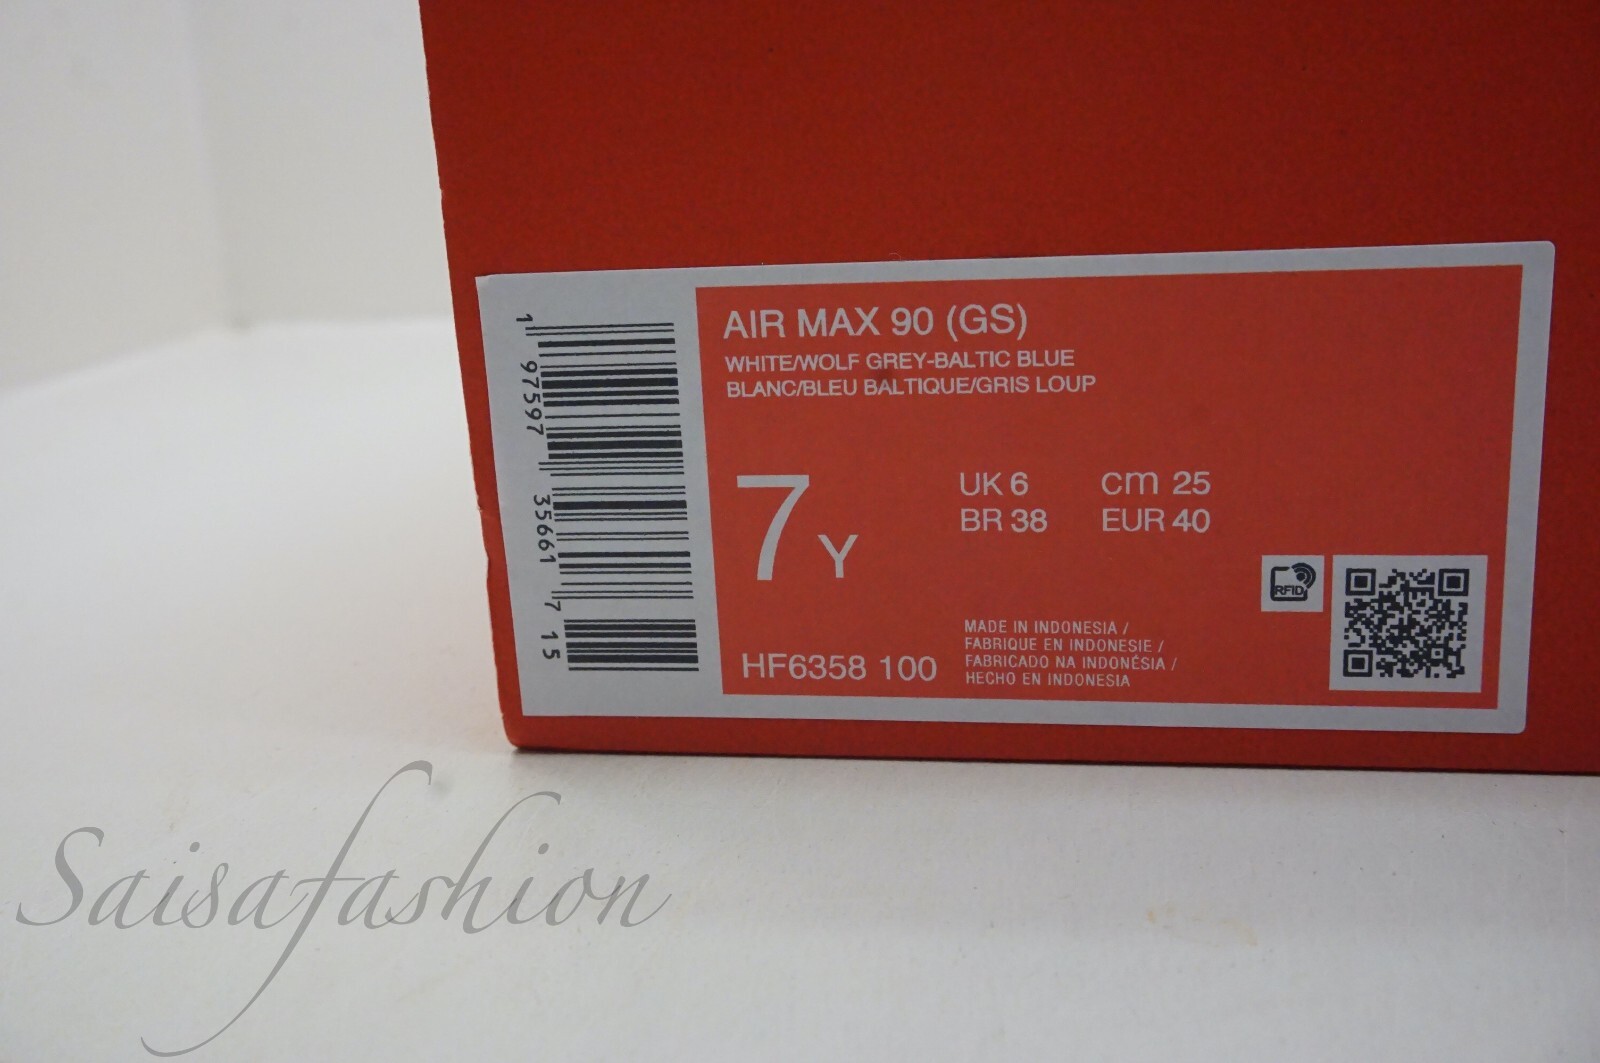 AIR MAX 90 (GS)
WHITE/WOLF GREY-BALTIC BLUE
BLANC/BLEU BALTIQUE/GRIS LOUP
7Y
UK 6 cm 25
BR 38 EUR 40
HF6358 100
MADE IN INDONESIA /
FABRIQUE EN INDONESIE /
FABRICADO NA INDONÉSIA /
HECHO EN INDONESIA
RFID
1 97597 35661 7 15
Saisafashion